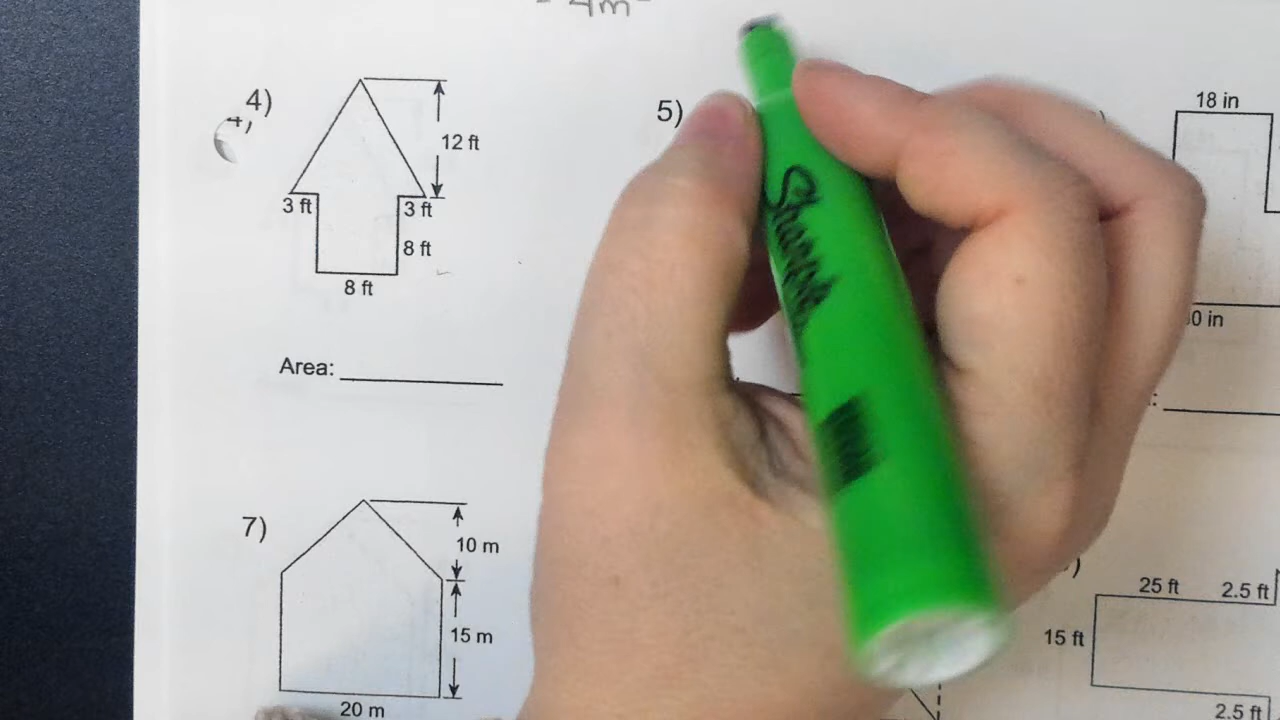 4m
4)
12 ft
3 ft
3 ft
8 ft
8 ft
Area:
5)
18 in
0 in
Sharpie
7)
10 m
15 m
20 m
25 ft
2.5 ft
15 ft
2.5 ft